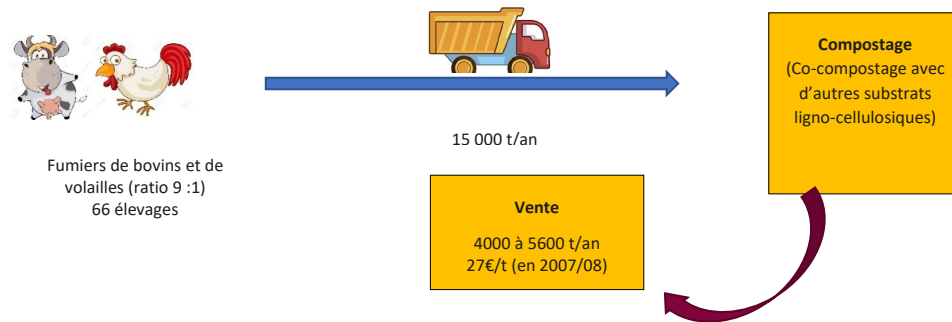 Fumiers de bovins et de
volailles (ratio 9 :1)
66 élevages
15 000 t/an
Compostage
(Co-compostage avec
d'autres substrats
ligno-cellulosiques)
Vente
4000 à 5600 t/an
27€/t (en 2007/08)